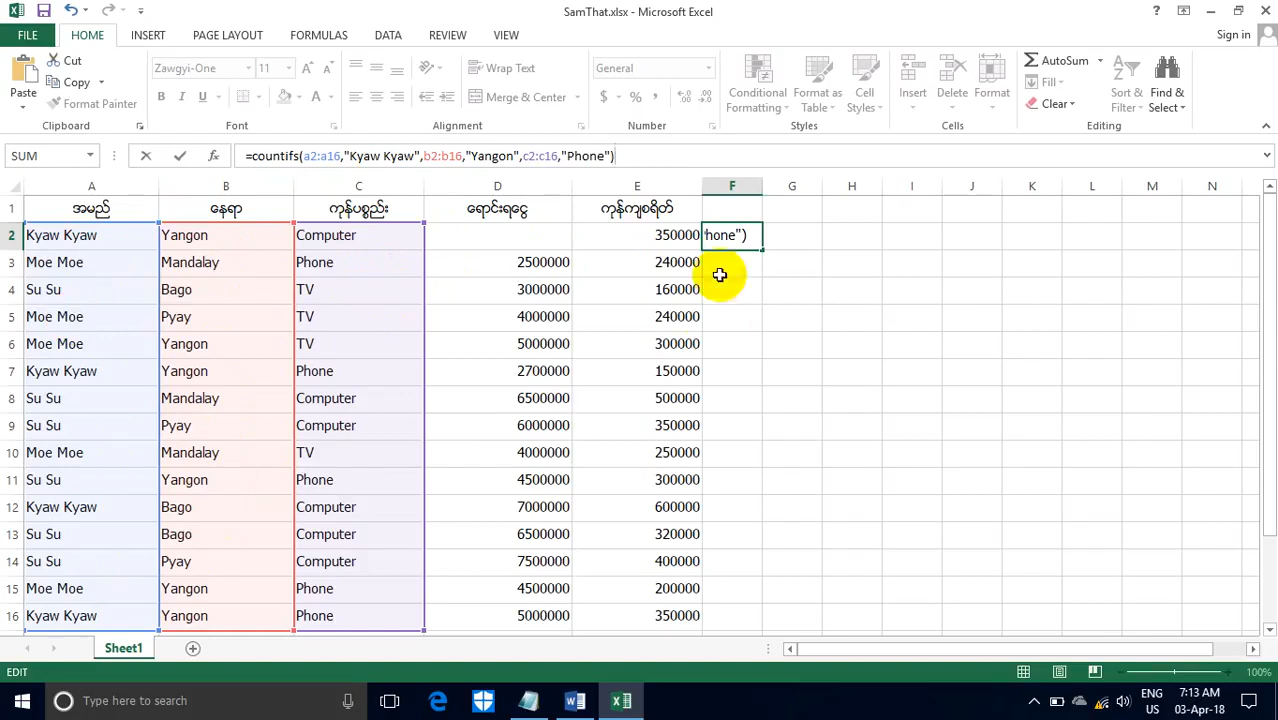 SamThat.xlsx - Microsoft Excel
?
FILE HOME INSERT PAGE LAYOUT FORMULAS DATA REVIEW VIEW Sign in
Cut
Copy
Format Painter
Paste
Clipboard
Zawgyi-One 11
B I U
Font
Wrap Text
Merge & Center
Alignment
General
$ % ,
Number
Conditional Formatting
Format as Table
Cell Styles
Styles
Insert Delete Format
Cells
AutoSum
Fill
Clear
Sort & Filter
Find & Select
Editing
SUM =countifs(a2:a16,"Kyaw Kyaw",b2:b16,"Yangon",c2:c16,"Phone")
A B C D E F G H I J K L M N
1 အမည် နေရာ ကုန်ပစ္စည်း ရောင်းရငွေ ကုန်ကျစရိတ်
2 Kyaw Kyaw Yangon Computer 350000 hone")
3 Moe Moe Mandalay Phone 2500000 240000
4 Su Su Bago TV 3000000 160000
5 Moe Moe Pyay TV 4000000 240000
6 Moe Moe Yangon TV 5000000 300000
7 Kyaw Kyaw Yangon Phone 2700000 150000
8 Su Su Mandalay Computer 6500000 500000
9 Su Su Pyay Computer 6000000 350000
10 Moe Moe Mandalay TV 4000000 250000
11 Su Su Yangon Phone 4500000 300000
12 Kyaw Kyaw Bago Computer 7000000 600000
13 Su Su Bago Computer 6500000 320000
14 Su Su Pyay Computer 7500000 400000
15 Moe Moe Yangon Phone 4500000 200000
16 Kyaw Kyaw Yangon Phone 5000000 350000
Sheet1
EDIT 100%
Type here to search
ENG
US
7:13 AM
03-Apr-18